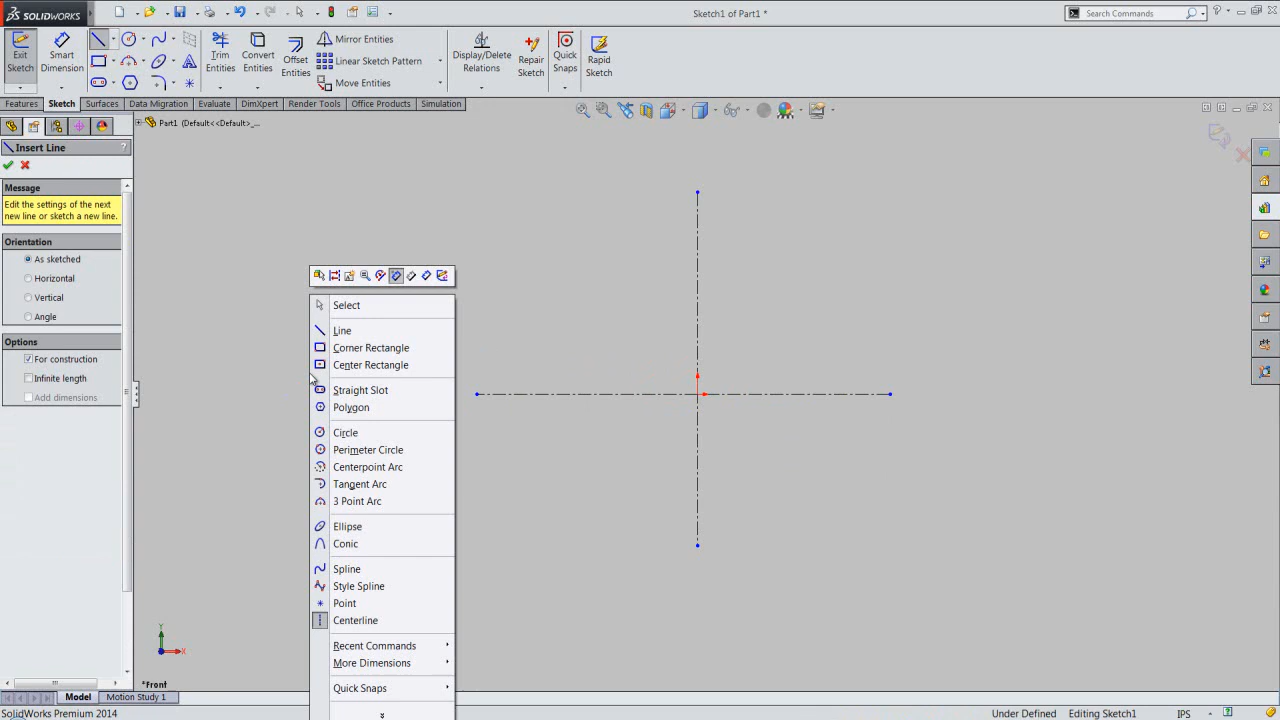 SOLIDWORKS
Sketch1 of Part1 *
Search Commands
Exit Sketch
Smart Dimension
Trim Entities
Convert Entities
Offset Entities
Mirror Entities
Linear Sketch Pattern
Move Entities
Display/Delete Relations
Repair Sketch
Quick Snaps
Rapid Sketch
Features
Sketch
Surfaces
Data Migration
Evaluate
DimXpert
Render Tools
Office Products
Simulation
Part1 (Default<<Default>_...
Insert Line
?
Message
Edit the settings of the next
new line or sketch a new line.
Orientation
As sketched
Horizontal
Vertical
Angle
Options
For construction
Infinite length
Add dimensions
Select
Line
Corner Rectangle
Center Rectangle
Straight Slot
Polygon
Circle
Perimeter Circle
Centerpoint Arc
Tangent Arc
3 Point Arc
Ellipse
Conic
Spline
Style Spline
Point
Centerline
Recent Commands
More Dimensions
Quick Snaps
Y
X
*Front
Model
Motion Study 1
SolidWorks Premium 2014
Under Defined
Editing Sketch1
IPS